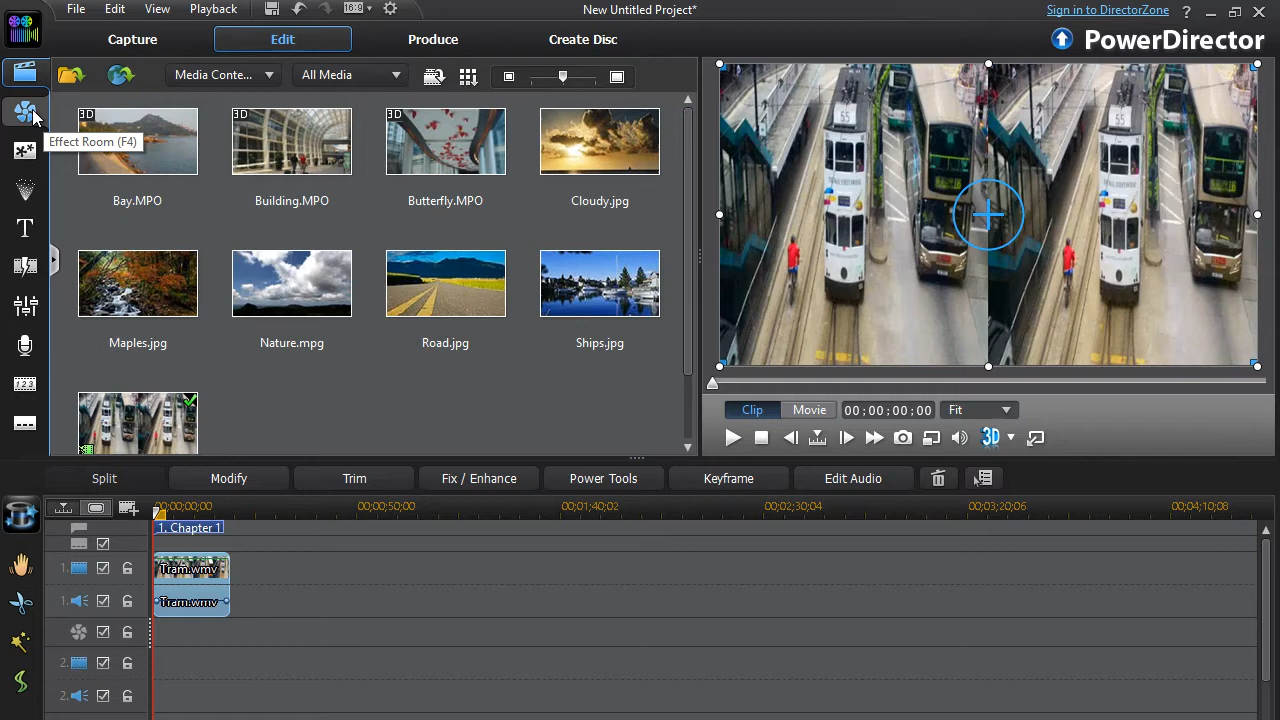 File Edit View Playback 16:9 New Untitled Project* Sign in to DirectorZone ?
Capture Edit Produce Create Disc PowerDirector
Media Conte... All Media
Effect Room (F4)
3D 3D 3D
Bay.MPO Building.MPO Butterfly.MPO Cloudy.jpg
Maples.jpg Nature.mpg Road.jpg Ships.jpg
T
1,2,3
55 55
Clip Movie 00;00;00;00 Fit
3D
Split Modify Trim Fix / Enhance Power Tools Keyframe Edit Audio
00;00;00;00 00;00;50;00 00;01;40;02 00;02;30;04 00;03;20;06 00;04;10;08
1. Chapter 1
1. Tram.wmv
1. Tram.wmv
2.
2.